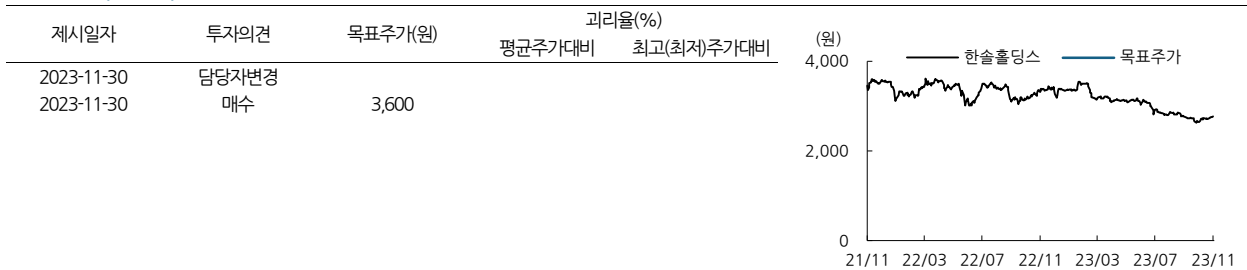 괴리율(%)
제시일자 투자의견 목표주가(원)
평균주가대비 최고(최저)주가대비
2023-11-30 담당자변경
2023-11-30 매수 3,600
(원)
한솔홀딩스 목표주가
4,000
2,000
0
21/11 22/03 22/07 22/11 23/03 23/07 23/11